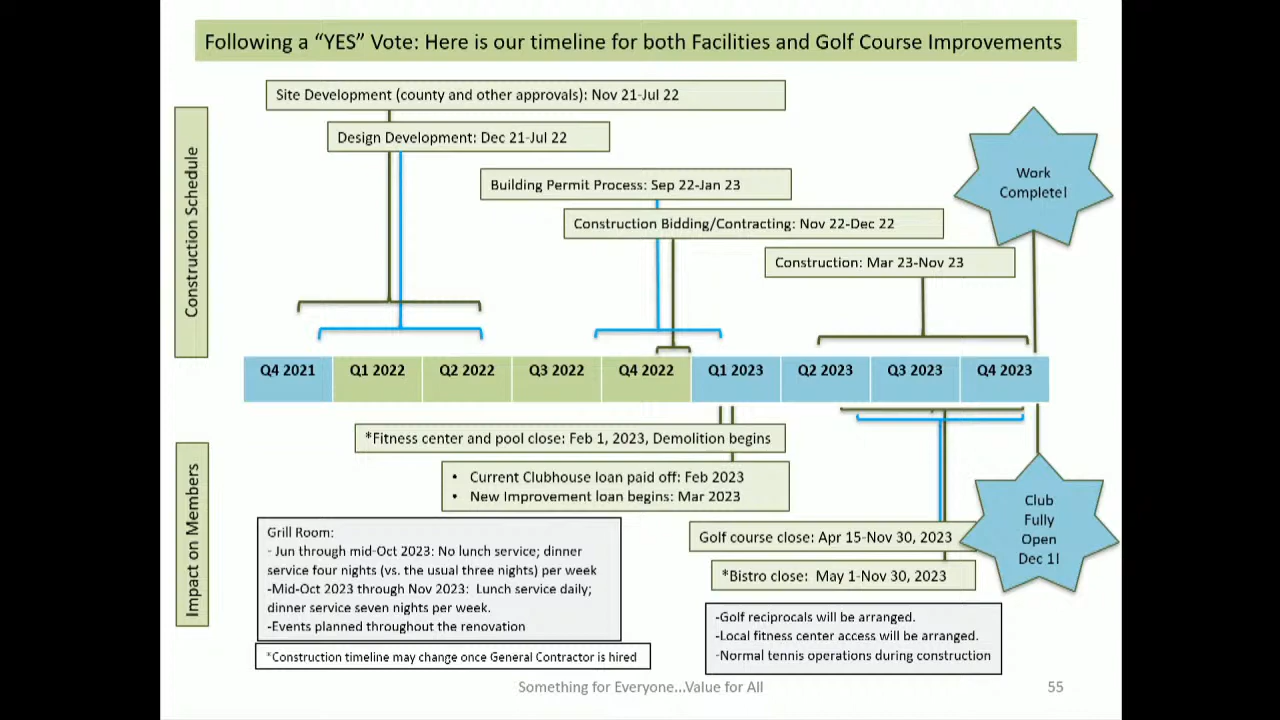 Following a “YES” Vote: Here is our timeline for both Facilities and Golf Course Improvements
Construction Schedule
Site Development (county and other approvals): Nov 21-Jul 22
Design Development: Dec 21-Jul 22
Building Permit Process: Sep 22-Jan 23
Construction Bidding/Contracting: Nov 22-Dec 22
Construction: Mar 23-Nov 23
Work
Complete!
Q4 2021
Q1 2022
Q2 2022
Q3 2022
Q4 2022
Q1 2023
Q2 2023
Q3 2023
Q4 2023
Impact on Members
*Fitness center and pool close: Feb 1, 2023, Demolition begins
• Current Clubhouse loan paid off: Feb 2023
• New Improvement loan begins: Mar 2023
Grill Room:
- Jun through mid-Oct 2023: No lunch service; dinner
service four nights (vs. the usual three nights) per week
-Mid-Oct 2023 through Nov 2023: Lunch service daily;
dinner service seven nights per week.
-Events planned throughout the renovation
*Construction timeline may change once General Contractor is hired
Golf course close: Apr 15-Nov 30, 2023
*Bistro close: May 1-Nov 30, 2023
Club
Fully
Open
Dec 1!
-Golf reciprocals will be arranged.
-Local fitness center access will be arranged.
-Normal tennis operations during construction
Something for Everyone...Value for All
55